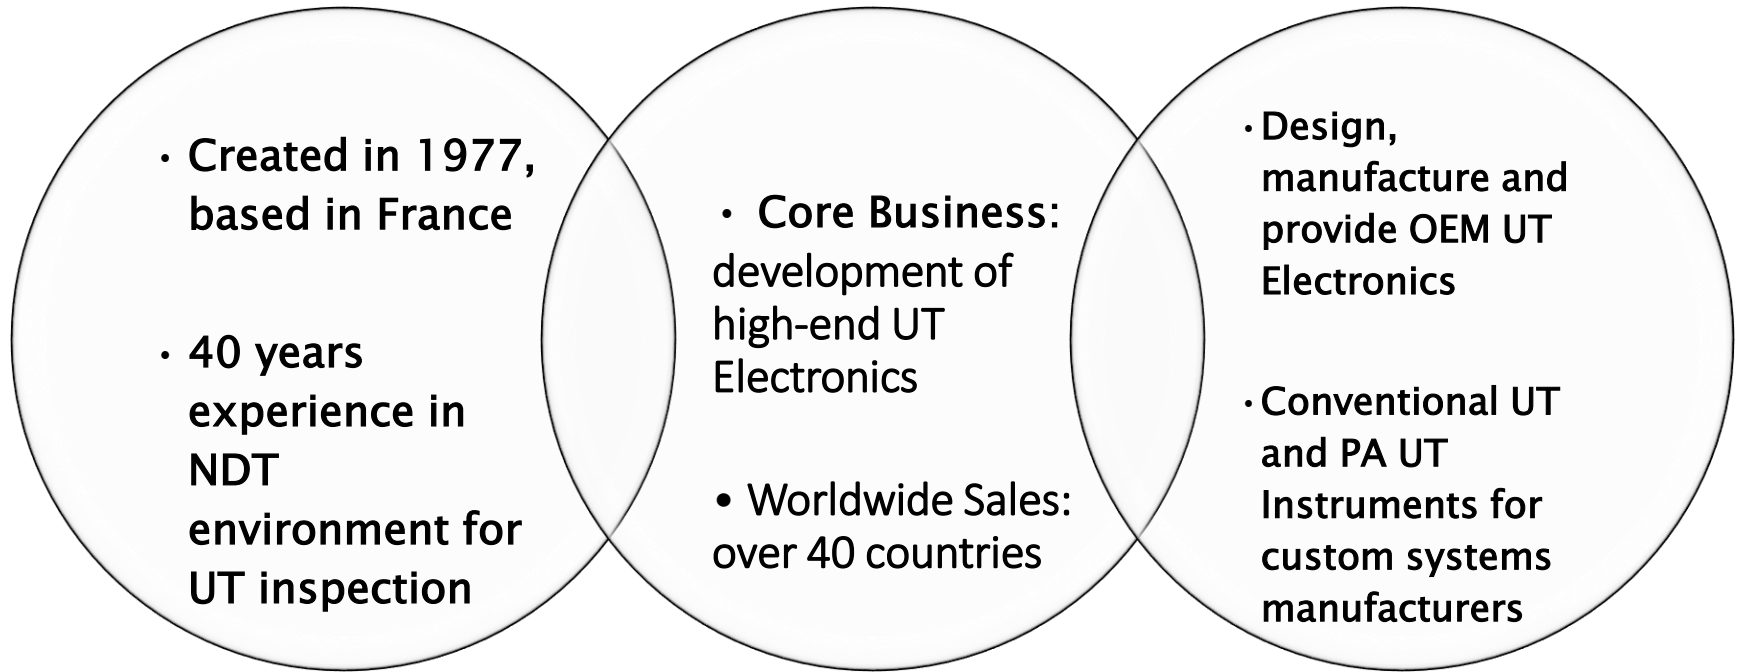 • Created in 1977,
based in France
• 40 years
experience in
NDT
environment for
UT inspection
• Core Business:
development of
high-end UT
Electronics
• Worldwide Sales:
over 40 countries
• Design,
manufacture and
provide OEM UT
Electronics
• Conventional UT
and PA UT
Instruments for
custom systems
manufacturers